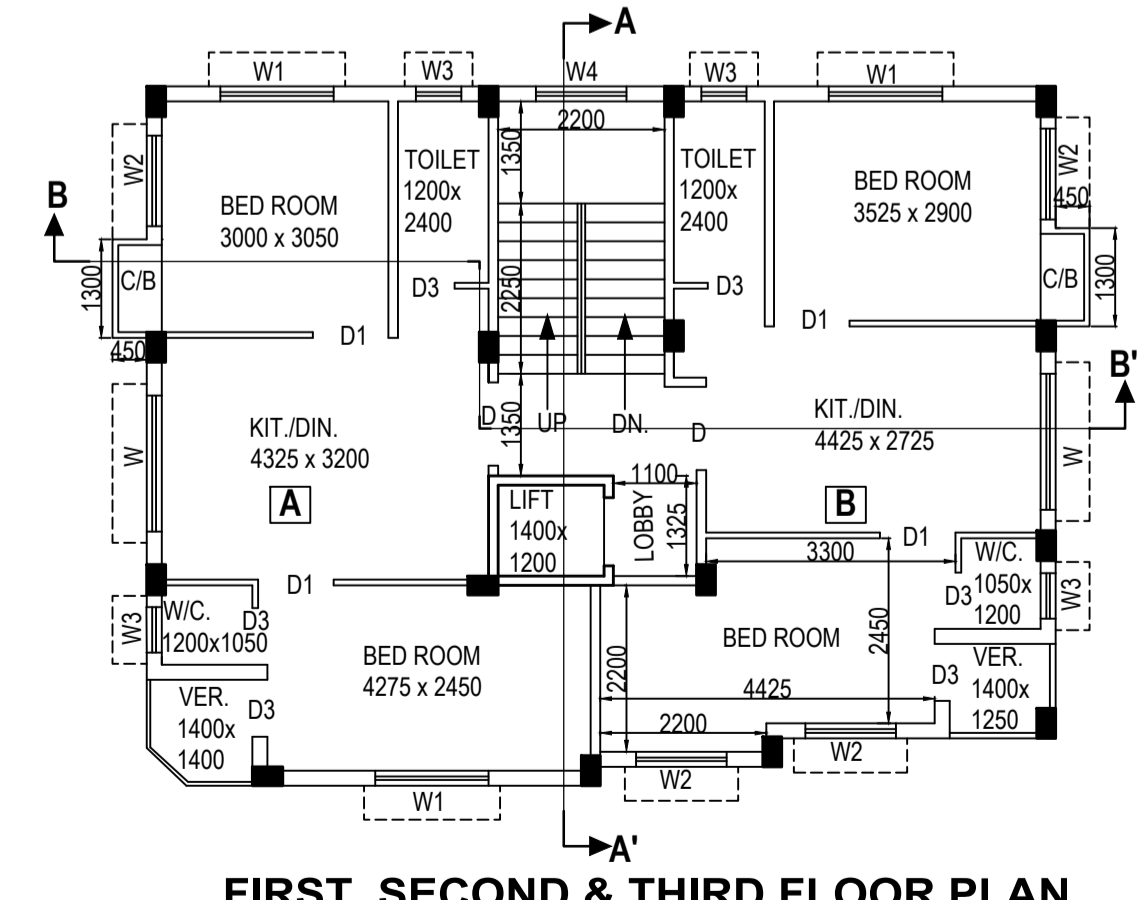 A
W1
W3
W4
W3
W1
2200
1350
W2
TOILET
1200x
2400
TOILET
1200x
2400
W2
450
BED ROOM
3000 x 3050
BED ROOM
3525 x 2900
B
C/B
1300
D3
2250
D3
C/B
1300
D1
D1
450
B'
D
1350
UP
DN.
D
KIT./DIN.
4325 x 3200
KIT./DIN.
4425 x 2725
W
W
A
B
LIFT
1400x
1200
1100
LOBBY
1325
D1
3300
W/C.
1050x
1200
D3
W3
D1
W/C.
1200x1050
D3
W3
BED ROOM
4275 x 2450
BED ROOM
2450
2200
4425
2200
D3
VER.
1400x
1250
VER.
1400x
1400
D3
W2
W2
W1
A'
FIRST, SECOND & THIRD FLOOR PLAN